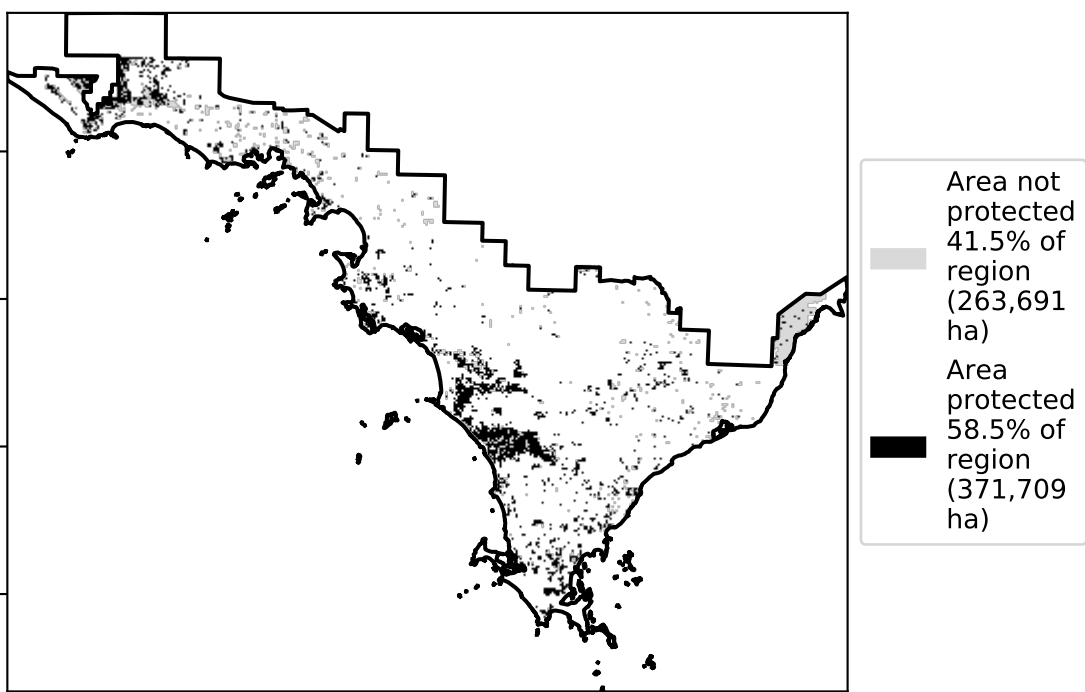 Area not
protected
41.5% of
region
(263,691
ha)
Area
protected
58.5% of
region
(371,709
ha)